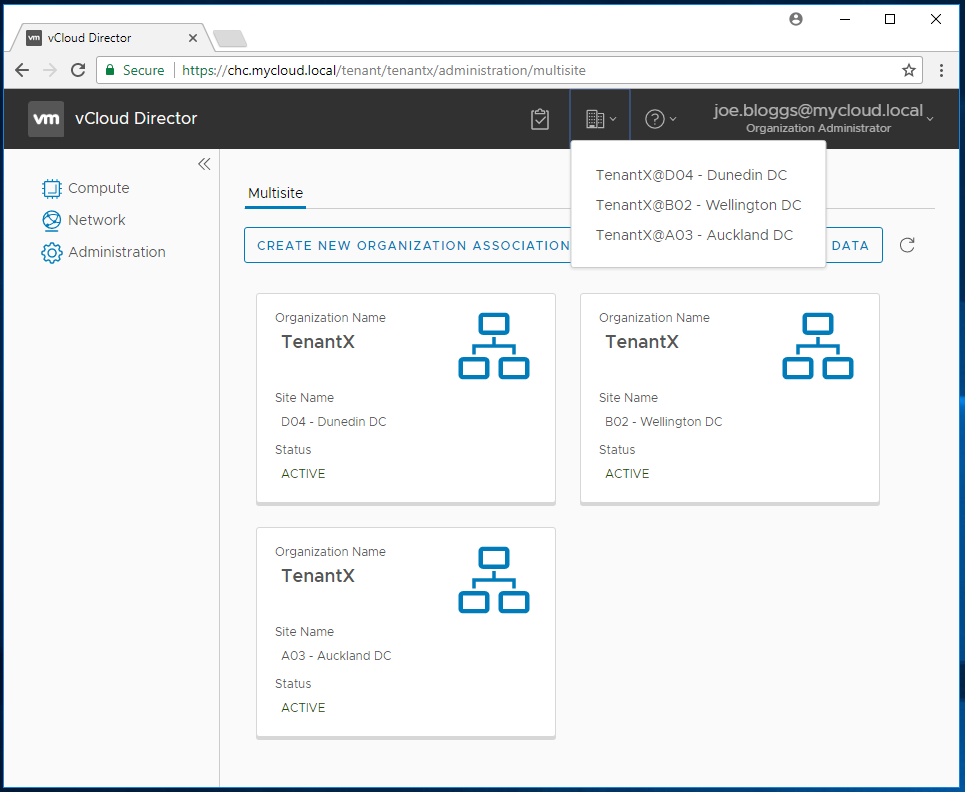 vm vCloud Director
Secure https://chc.mycloud.local/tenant/tenantx/administration/multisite
vm vCloud Director
joe.bloggs@mycloud.local
Organization Administrator
TenantX@D04 - Dunedin DC
TenantX@B02 - Wellington DC
TenantX@A03 - Auckland DC
Compute
Network
Administration
Multisite
CREATE NEW ORGANIZATION ASSOCIATION DATA
Organization Name
TenantX
Site Name
D04 - Dunedin DC
Status
ACTIVE
Organization Name
TenantX
Site Name
B02 - Wellington DC
Status
ACTIVE
Organization Name
TenantX
Site Name
A03 - Auckland DC
Status
ACTIVE